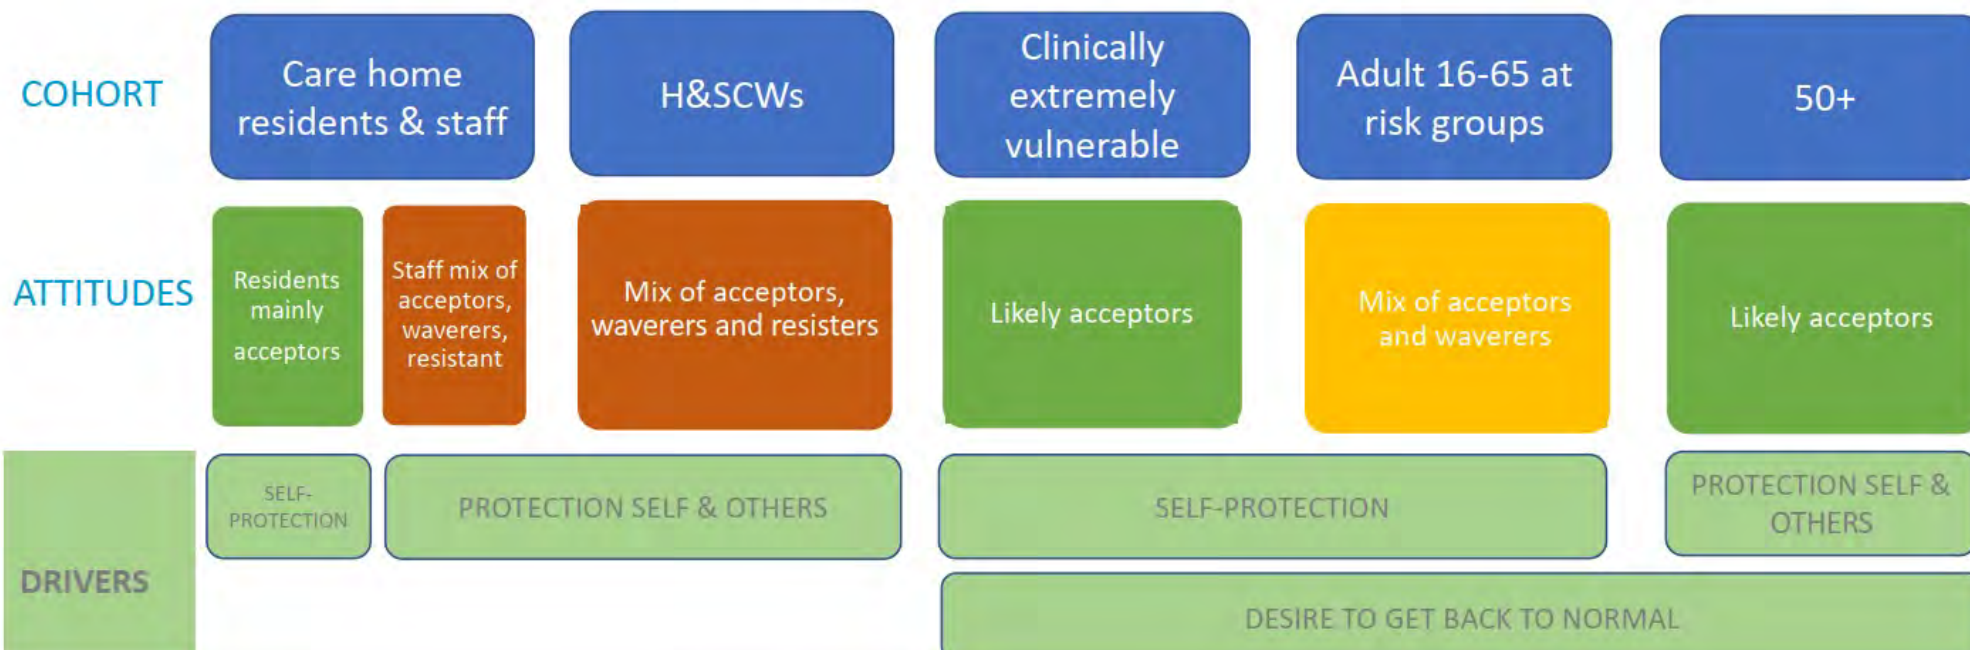 COHORT
Care home
residents & staff
H&SCWs
Clinically
extremely
vulnerable
Adult 16-65 at
risk groups
50+
ATTITUDES
Residents
mainly
acceptors
Staff mix of
acceptors,
waverers,
resistant
Mix of acceptors,
waverers and resisters
Likely acceptors
Mix of acceptors
and waverers
Likely acceptors
DRIVERS
SELF-
PROTECTION
PROTECTION SELF & OTHERS
SELF-PROTECTION
PROTECTION SELF &
OTHERS
DESIRE TO GET BACK TO NORMAL